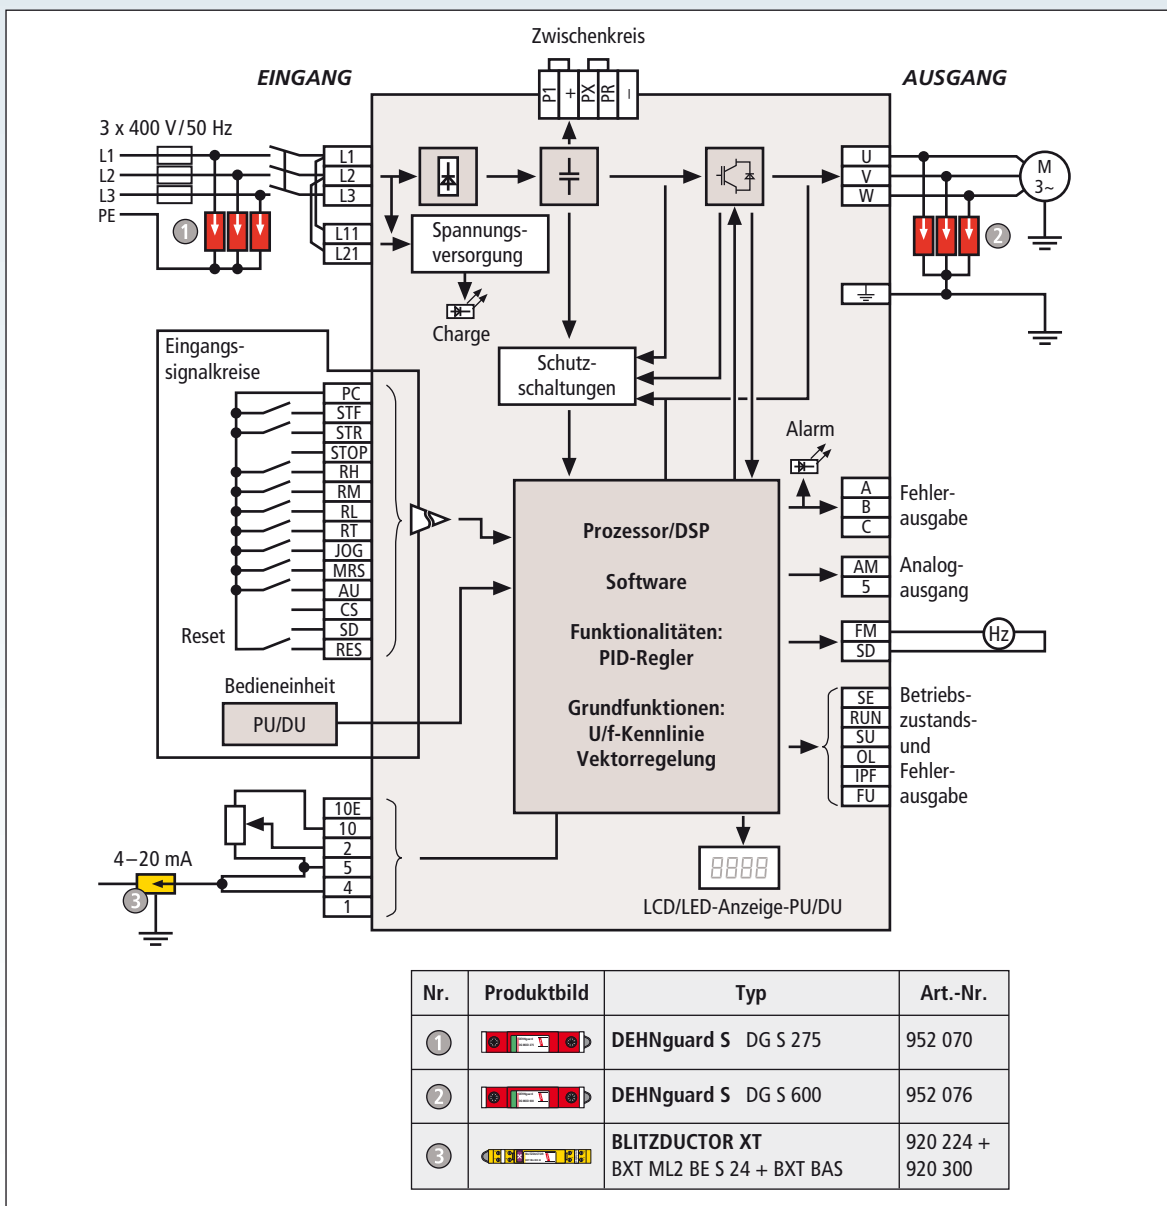 Zwischenkreis
EINGANG
AUSGANG
P1
+
PX
PR
–
3 x 400 V/50 Hz
L1
L2
L3
PE
L1
L2
L3
L11
L21
1
Spannungs-
versorgung
Charge
U
V
W
M
3~
2
Eingangs-
signalkreise
PC
STF
STR
STOP
RH
RM
RL
RT
JOG
MRS
AU
CS
SD
RES
Reset
Schutz-
schaltungen
Alarm
Prozessor/DSP
Software
Funktionalitäten:
PID-Regler
Grundfunktionen:
U/f-Kennlinie
Vektorregelung
A
B
C
Fehler-
ausgabe
AM
5
Analog-
ausgang
FM
SD
Hz
SE
RUN
SU
OL
IPF
FU
Betriebs-
zustands-
und
Fehler-
ausgabe
Bedieneinheit
PU/DU
10E
10
2
5
4
1
4–20 mA
3
8888
LCD/LED-Anzeige-PU/DU
Nr. Produktbild Typ Art.-Nr.
1 DEHNguard S DG S 275 952 070
2 DEHNguard S DG S 600 952 076
3 BLITZDUCTOR XT 920 224 +
BXT ML2 BE S 24 + BXT BAS 920 300